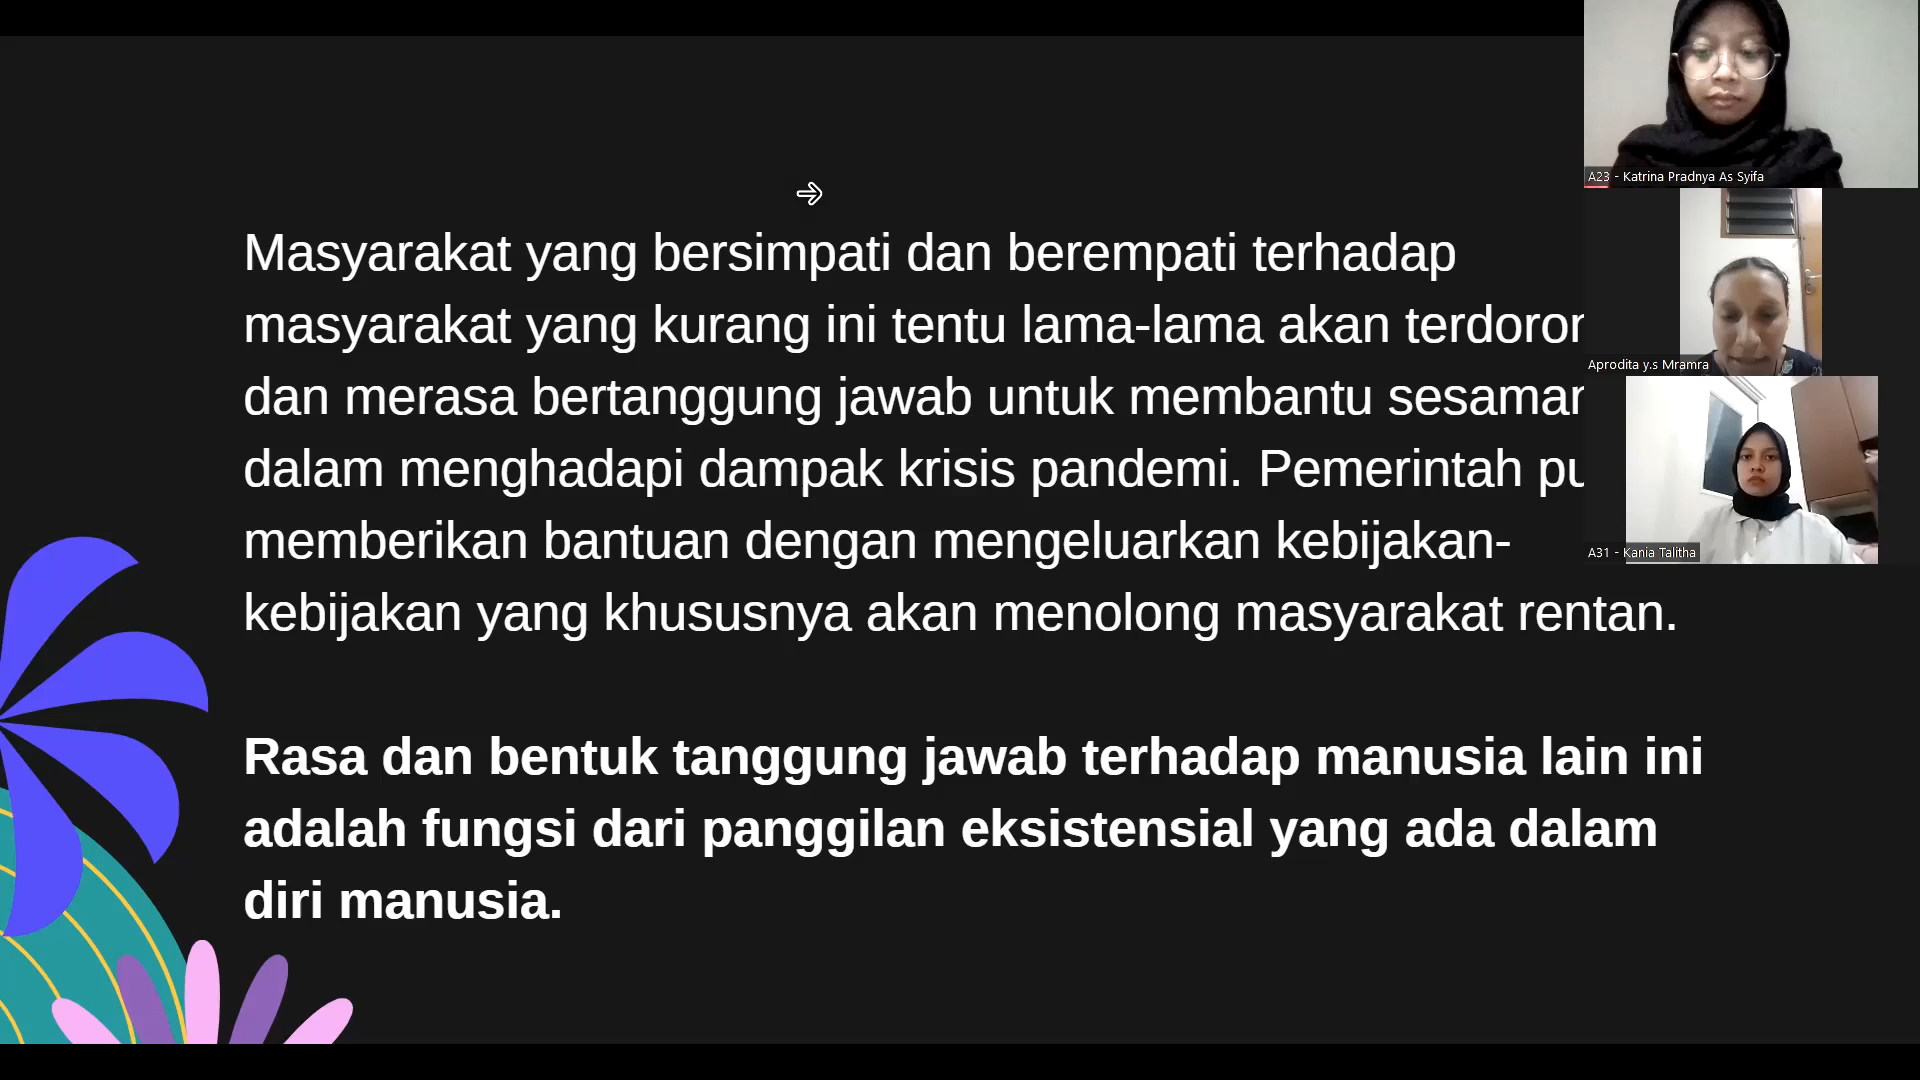 Masyarakat yang bersimpati dan berempati terhadap
masyarakat yang kurang ini tentu lama-lama akan
dan merasa bertanggung jawab untuk membantu
dalam menghadapi dampak krisis pandemi. Pemerintah
memberikan bantuan dengan mengeluarkan kebijakan-
kebijakan yang khususnya akan menolong masyarakat rentan.
Rasa dan bentuk tanggung jawab terhadap manusia lain ini
adalah fungsi dari panggilan eksistensial yang ada dalam
diri manusia.
A23 - Katrina Pradnya As Syifa
Aprodita y.s Mramra
A31 - Kania Talitha